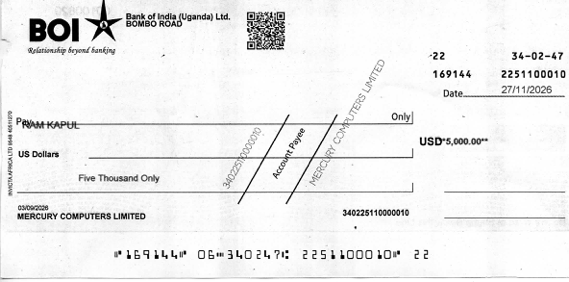 BOI
Bank of India (Uganda) Ltd.
BOMBO ROAD
Relationship beyond banking
22 34-02-47
169144 2251100010
Date 27/11/2026
Pay
RAM KAPUL
Only
US Dollars
USD*5,000.00**
Five Thousand Only
340225110000010
Account Payee
MERCURY COMPUTERS LIMITED
03/09/2026
MERCURY COMPUTERS LIMITED
340225110000010
⑈169144⑈ 06⑉340247⑆ 2251100010⑈ 22